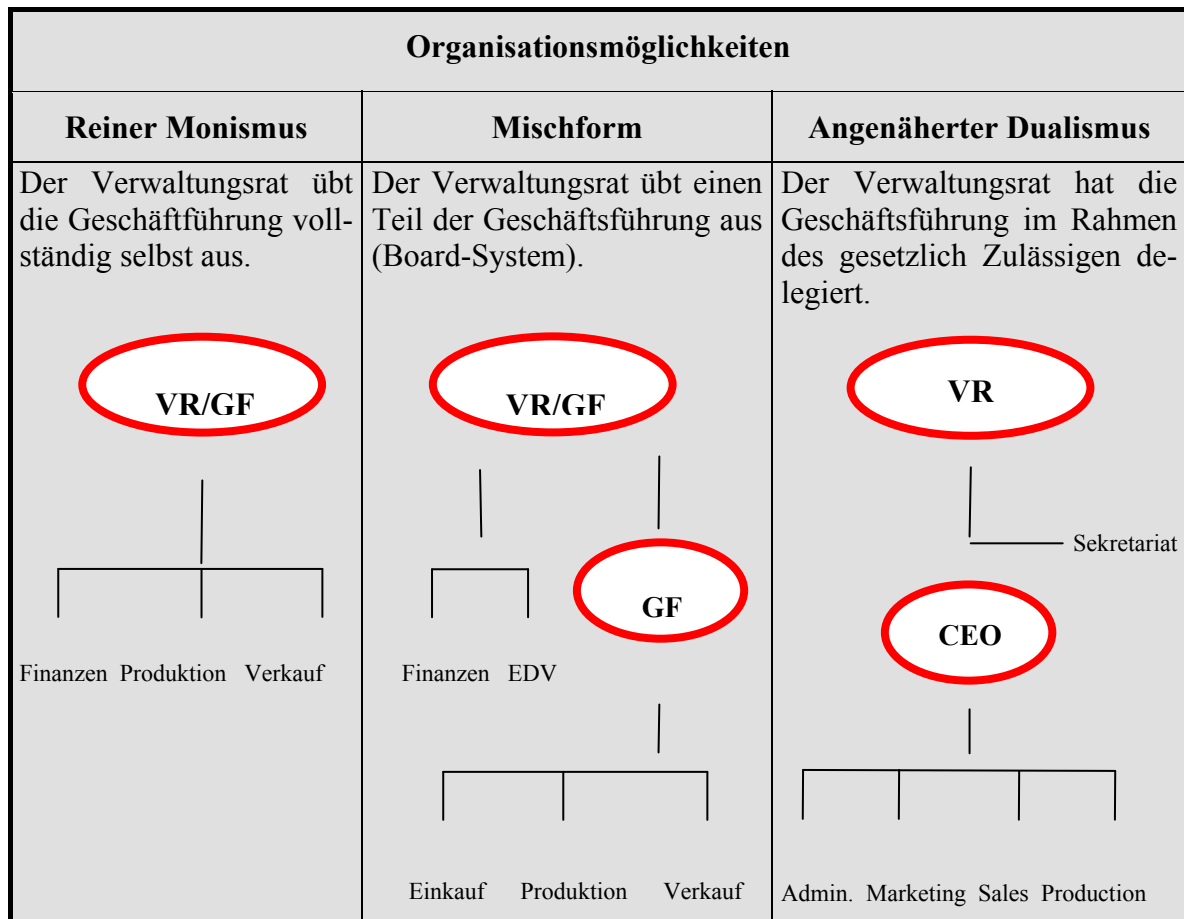 Organisationsmöglichkeiten
Reiner Monismus
Der Verwaltungsrat übt
die Geschäftführung voll-
ständig selbst aus.
VR/GF
Finanzen Produktion Verkauf
Mischform
Der Verwaltungsrat übt einen
Teil der Geschäftsführung aus
(Board-System).
VR/GF
GF
Finanzen EDV
Einkauf Produktion Verkauf
Angenäherter Dualismus
Der Verwaltungsrat hat die
Geschäftsführung im Rahmen
des gesetzlich Zulässigen de-
legiert.
VR
Sekretariat
CEO
Admin. Marketing Sales Production